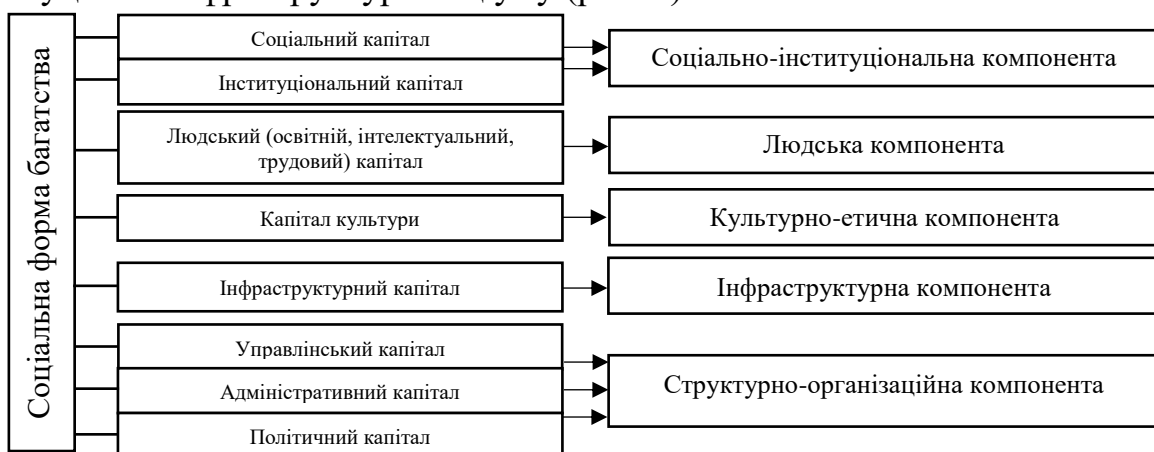 Соціальна форма багатства
Соціальний капітал
Інституціональний капітал
Соціально-інституціональна компонента
Людський (освітній, інтелектуальний,
трудовий) капітал
Людська компонента
Капітал культури
Культурно-етична компонента
Інфраструктурний капітал
Інфраструктурна компонента
Управлінський капітал
Адміністративний капітал
Політичний капітал
Структурно-організаційна компонента